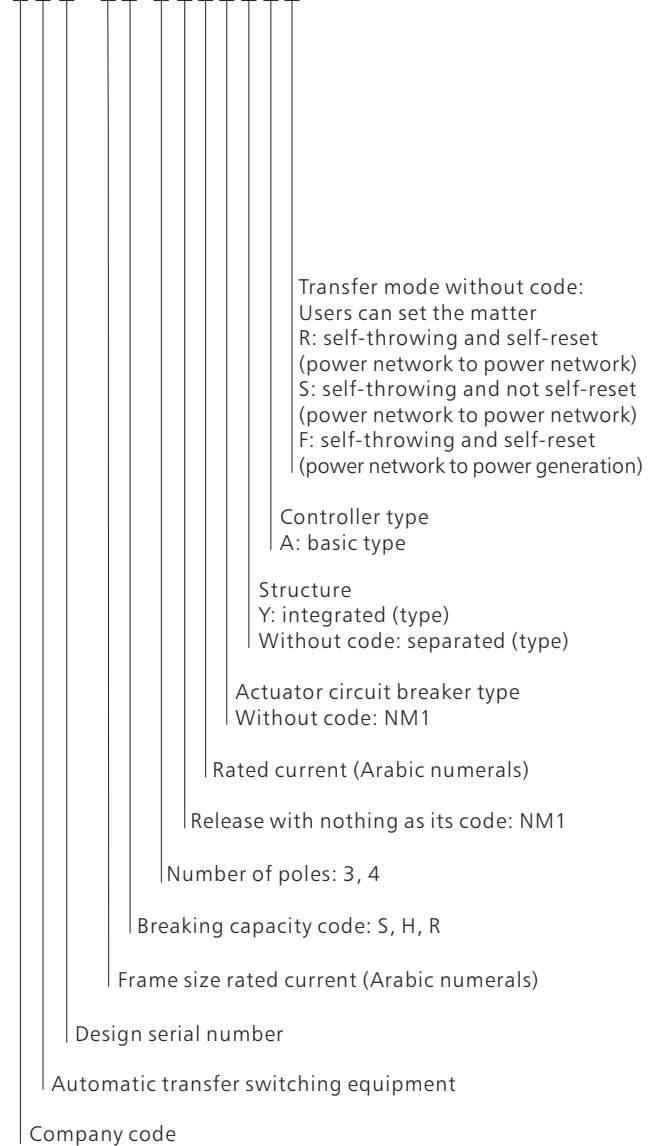 Transfer mode without code:
Users can set the matter
R: self-throwing and self-reset
(power network to power network)
S: self-throwing and not self-reset
(power network to power network)
F: self-throwing and self-reset
(power network to power generation)
Controller type
A: basic type
Structure
Y: integrated (type)
Without code: separated (type)
Actuator circuit breaker type
Without code: NM1
Rated current (Arabic numerals)
Release with nothing as its code: NM1
Number of poles: 3, 4
Breaking capacity code: S, H, R
Frame size rated current (Arabic numerals)
Design serial number
Automatic transfer switching equipment
Company code